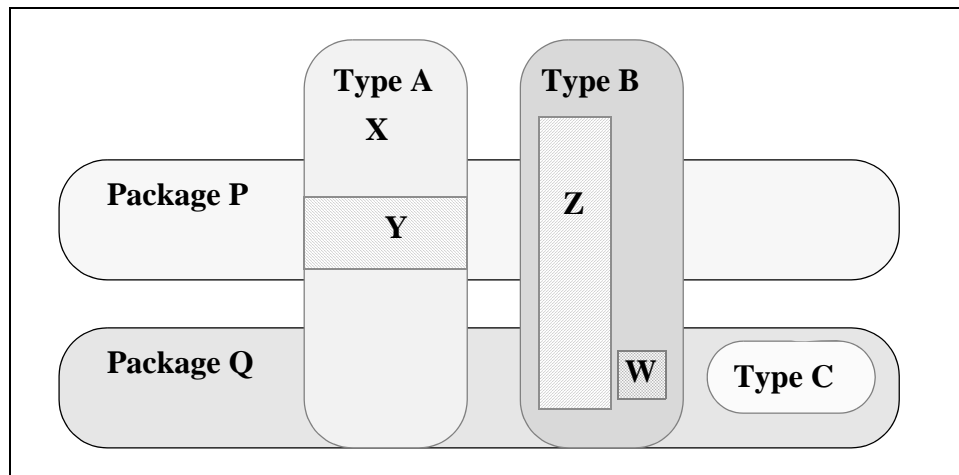 Type A
Type B
X
Package P
Z
Y
Package Q
W
Type C